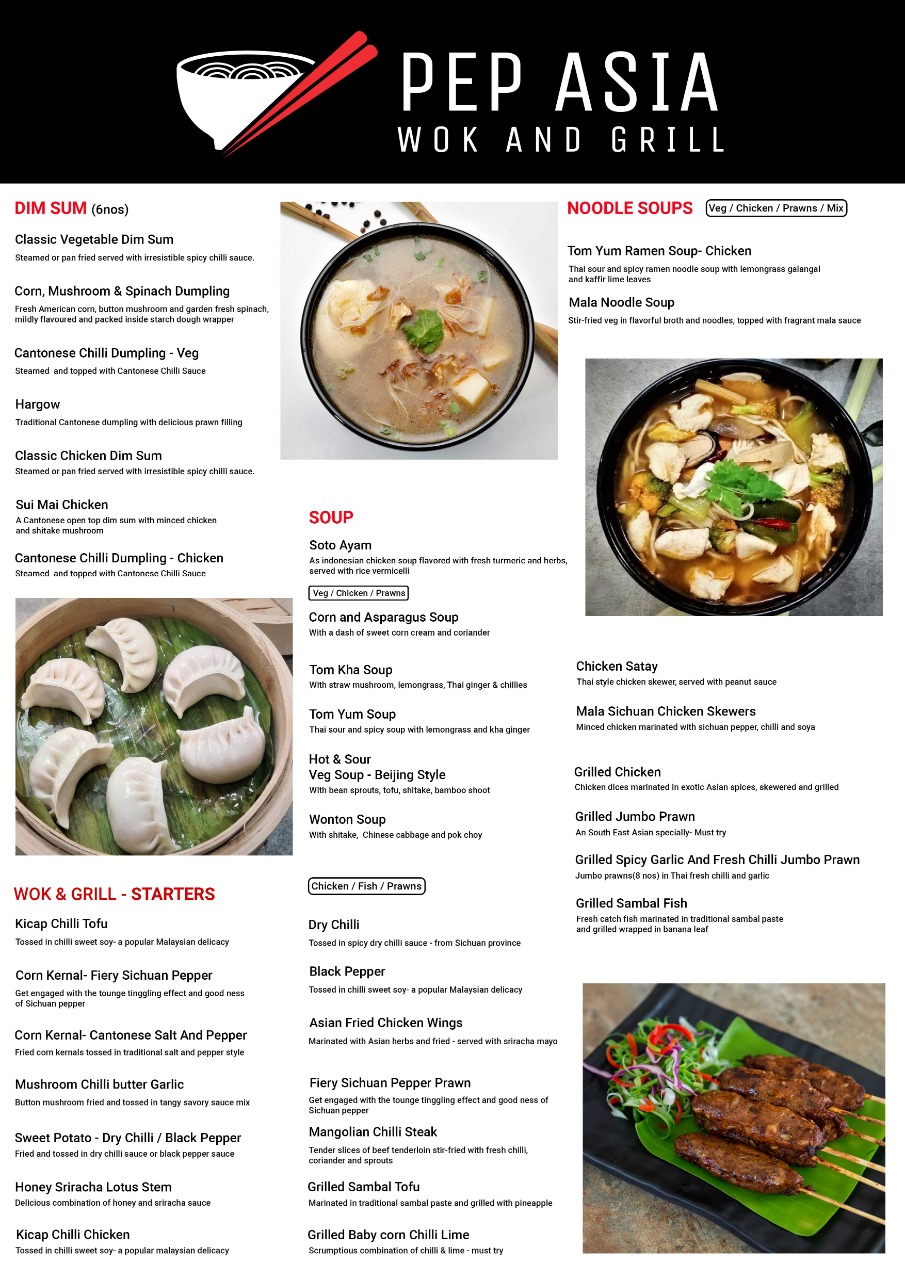 PEP ASIA
WOK AND GRILL
DIM SUM (6nos)
Classic Vegetable Dim Sum
Steamed or pan fried served with irresistible spicy chilli sauce.
Corn, Mushroom & Spinach Dumpling
Fresh American corn, button mushroom and garden fresh spinach,
mildly flavoured and packed inside starch dough wrapper
Cantonese Chilli Dumpling - Veg
Steamed and topped with Cantonese Chilli Sauce
Hargow
Traditional Cantonese dumpling with delicious prawn filling
Classic Chicken Dim Sum
Steamed or pan fried served with irresistible spicy chilli sauce.
Sui Mai Chicken
A Cantonese open top dim sum with minced chicken
and shitake mushroom
Cantonese Chilli Dumpling - Chicken
Steamed and topped with Cantonese Chilli Sauce
WOK & GRILL - STARTERS
Kicap Chilli Tofu
Tossed in chilli sweet soy- a popular Malaysian delicacy
Corn Kernal- Fiery Sichuan Pepper
Get engaged with the tounge tinggling effect and good ness
of Sichuan pepper
Corn Kernal- Cantonese Salt And Pepper
Fried corn kernals tossed in traditional salt and pepper style
Mushroom Chilli butter Garlic
Button mushroom fried and tossed in tangy savory sauce mix
Sweet Potato - Dry Chilli / Black Pepper
Fried and tossed in dry chilli sauce or black pepper sauce
Honey Sriracha Lotus Stem
Delicious combination of honey and sriracha sauce
Kicap Chilli Chicken
Tossed in chilli sweet soy- a popular malaysian delicacy
SOUP
Soto Ayam
As indonesian chicken soup flavored with fresh turmeric and herbs,
served with rice vermicelli
Veg / Chicken / Prawns
Corn and Asparagus Soup
With a dash of sweet corn cream and coriander
Tom Kha Soup
With straw mushroom, lemongrass, Thai ginger & chillies
Tom Yum Soup
Thai sour and spicy soup with lemongrass and kha ginger
Hot & Sour
Veg Soup - Beijing Style
With bean sprouts, tofu, shitake, bamboo shoot
Wonton Soup
With shitake, Chinese cabbage and pok choy
Chicken / Fish / Prawns
Dry Chilli
Tossed in spicy dry chilli sauce - from Sichuan province
Black Pepper
Tossed in chilli sweet soy- a popular Malaysian delicacy
Asian Fried Chicken Wings
Marinated with Asian herbs and fried - served with sriracha mayo
Fiery Sichuan Pepper Prawn
Get engaged with the tounge tinggling effect and good ness of
Sichuan pepper
Mangolian Chilli Steak
Tender slices of beef tenderloin stir-fried with fresh chilli,
coriander and sprouts
Grilled Sambal Tofu
Marinated in traditional sambal paste and grilled with pineapple
Grilled Baby corn Chilli Lime
Scrumptious combination of chilli & lime - must try
NOODLE SOUPS
Veg / Chicken / Prawns / Mix
Tom Yum Ramen Soup- Chicken
Thai sour and spicy ramen noodle soup with lemongrass galangal
and kaffir lime leaves
Mala Noodle Soup
Stir-fried veg in flavorful broth and noodles, topped with fragrant mala sauce
Chicken Satay
Thai style chicken skewer, served with peanut sauce
Mala Sichuan Chicken Skewers
Minced chicken marinated with sichuan pepper, chilli and soya
Grilled Chicken
Chicken dices marinated in exotic Asian spices, skewered and grilled
Grilled Jumbo Prawn
An South East Asian specially- Must try
Grilled Spicy Garlic And Fresh Chilli Jumbo Prawn
Jumbo prawns(8 nos) in Thai fresh chilli and garlic
Grilled Sambal Fish
Fresh catch fish marinated in traditional sambal paste
and grilled wrapped in banana leaf